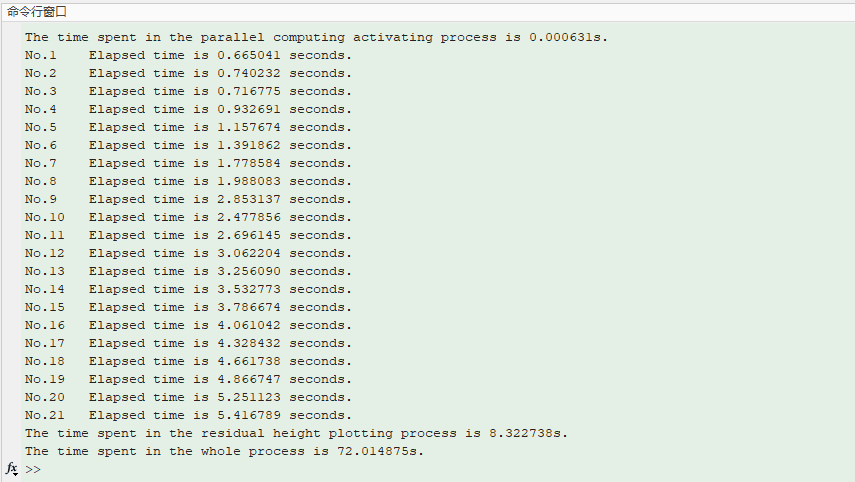 命令行窗口
The time spent in the parallel computing activating process is 0.000631s.
No.1 Elapsed time is 0.665041 seconds.
No.2 Elapsed time is 0.740232 seconds.
No.3 Elapsed time is 0.716775 seconds.
No.4 Elapsed time is 0.932691 seconds.
No.5 Elapsed time is 1.157674 seconds.
No.6 Elapsed time is 1.391862 seconds.
No.7 Elapsed time is 1.778584 seconds.
No.8 Elapsed time is 1.988083 seconds.
No.9 Elapsed time is 2.853137 seconds.
No.10 Elapsed time is 2.477856 seconds.
No.11 Elapsed time is 2.696145 seconds.
No.12 Elapsed time is 3.062204 seconds.
No.13 Elapsed time is 3.256090 seconds.
No.14 Elapsed time is 3.532773 seconds.
No.15 Elapsed time is 3.786674 seconds.
No.16 Elapsed time is 4.061042 seconds.
No.17 Elapsed time is 4.328432 seconds.
No.18 Elapsed time is 4.661738 seconds.
No.19 Elapsed time is 4.866747 seconds.
No.20 Elapsed time is 5.251123 seconds.
No.21 Elapsed time is 5.416789 seconds.
The time spent in the residual height plotting process is 8.322738s.
The time spent in the whole process is 72.014875s.
fx >>